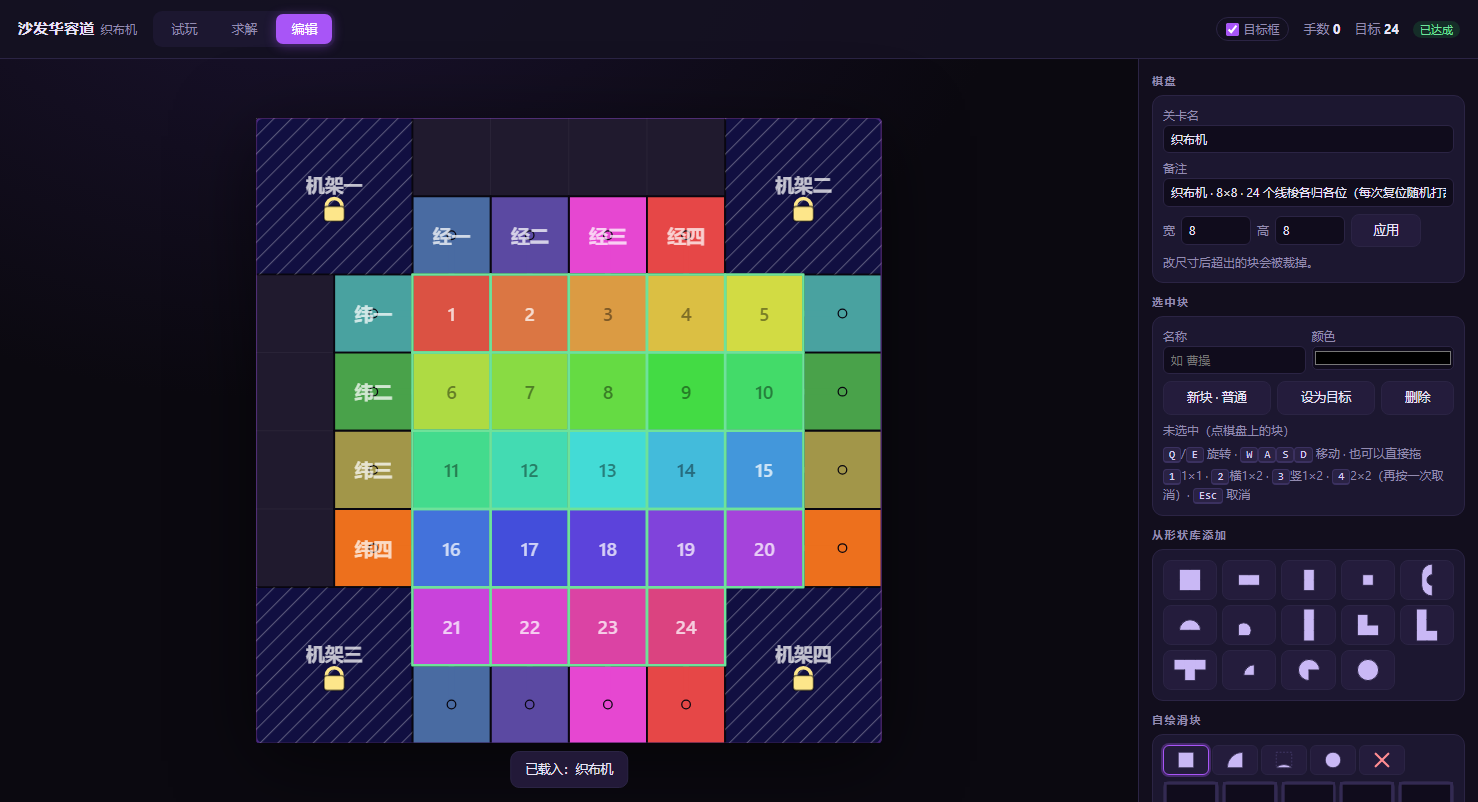 沙发华容道 织布机 试玩 求解 编辑 目标框 手数 0 目标 24 已达成
棋盘
关卡名
织布机
备注
织布机 · 8×8 · 24 个线梭各归各位（每次复位随机打
宽 8 高 8 应用
改尺寸后超出的块会被裁掉。
选中块
名称 颜色
如 曹操
新块 · 普通 设为目标 删除
未选中（点棋盘上的块）
Q/E 旋转 · W A S D 移动 · 也可以直接拖
1 1×1 · 2 横1×2 · 3 竖1×2 · 4 2×2（再按一次取
消）· Esc 取消
从形状库添加
自绘滑块
机架一 机架二
经一 经二 经三 经四
纬一 1 2 3 4 5
纬二 6 7 8 9 10
纬三 11 12 13 14 15
纬四 16 17 18 19 20
21 22 23 24
机架三 机架四
已载入：织布机